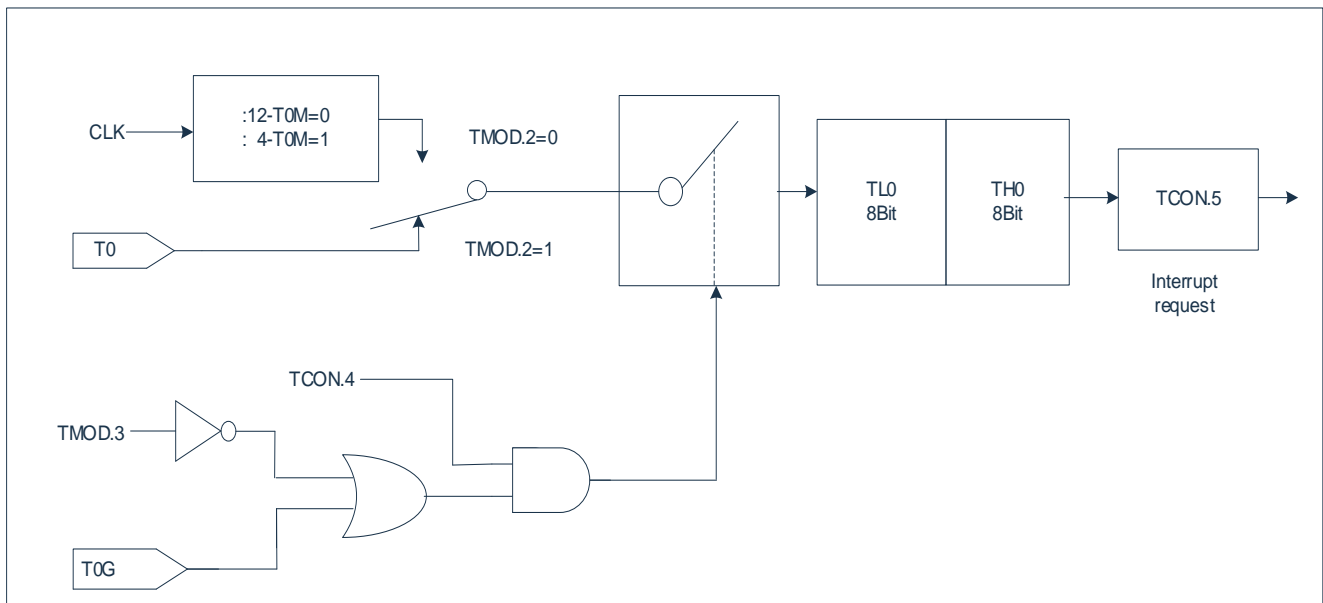 :12-T0M=0
: 4-T0M=1
CLK
TMOD.2=0
TL0
8Bit
TH0
8Bit
TCON.5
T0
TMOD.2=1
Interrupt
request
TCON.4
TMOD.3
T0G